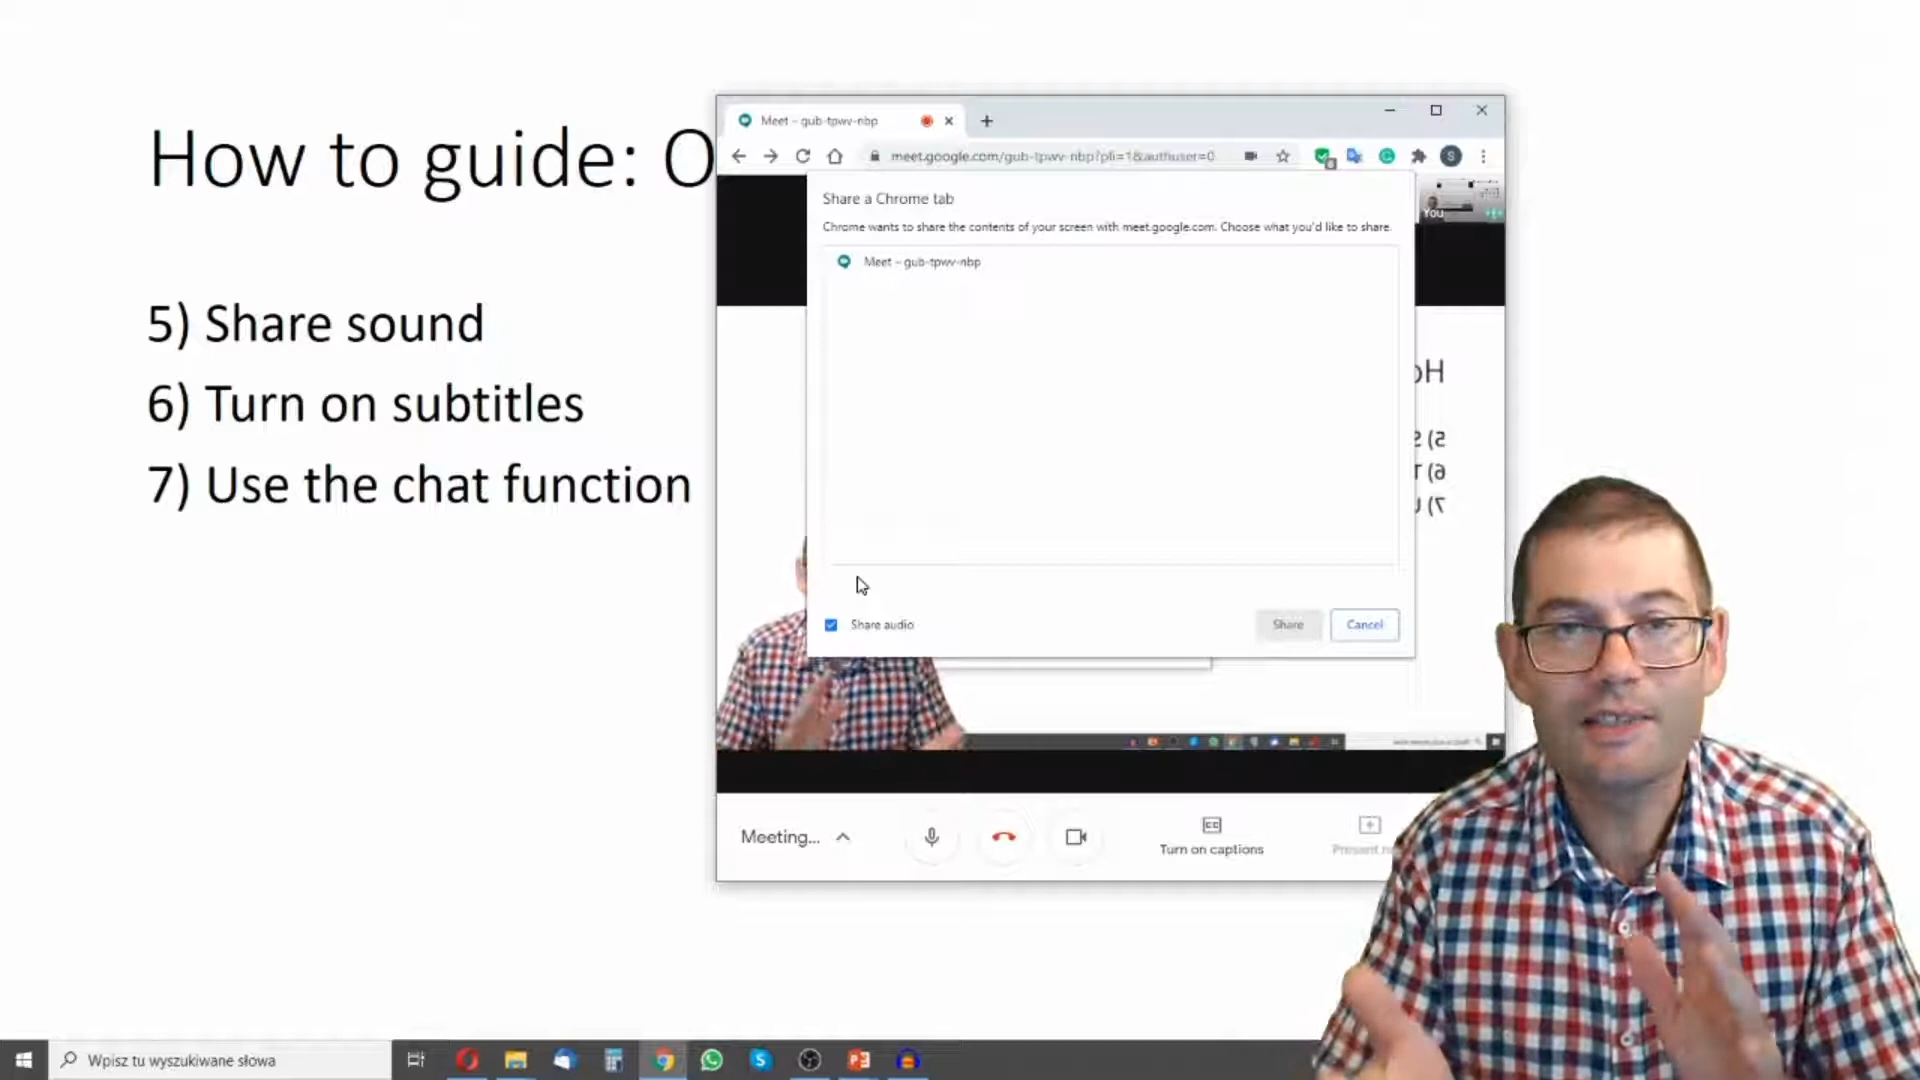 How to guide: O
5) Share sound
6) Turn on subtitles
7) Use the chat function
Meet – gub-tpwv-nbp
meet.google.com/gub-tpwv-nbp?pli=1&authuser=0
S
Share a Chrome tab
Chrome wants to share the contents of your screen with meet.google.com. Choose what you'd like to share.
You
Meet – gub-tpwv-nbp
Share audio
Share
Cancel
Meeting...
Turn on captions
Present n
Wpisz tu wyszukiwane słowa